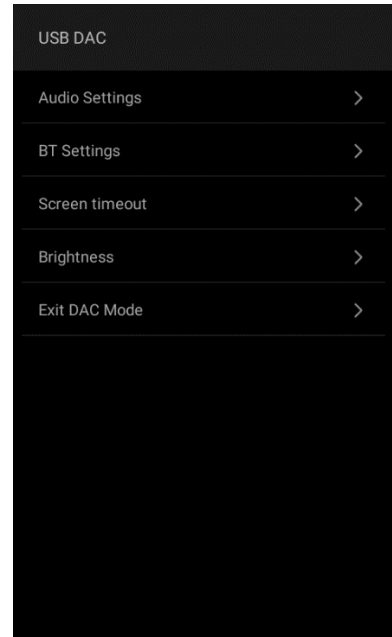 USB DAC
Audio Settings
BT Settings
Screen timeout
Brightness
Exit DAC Mode